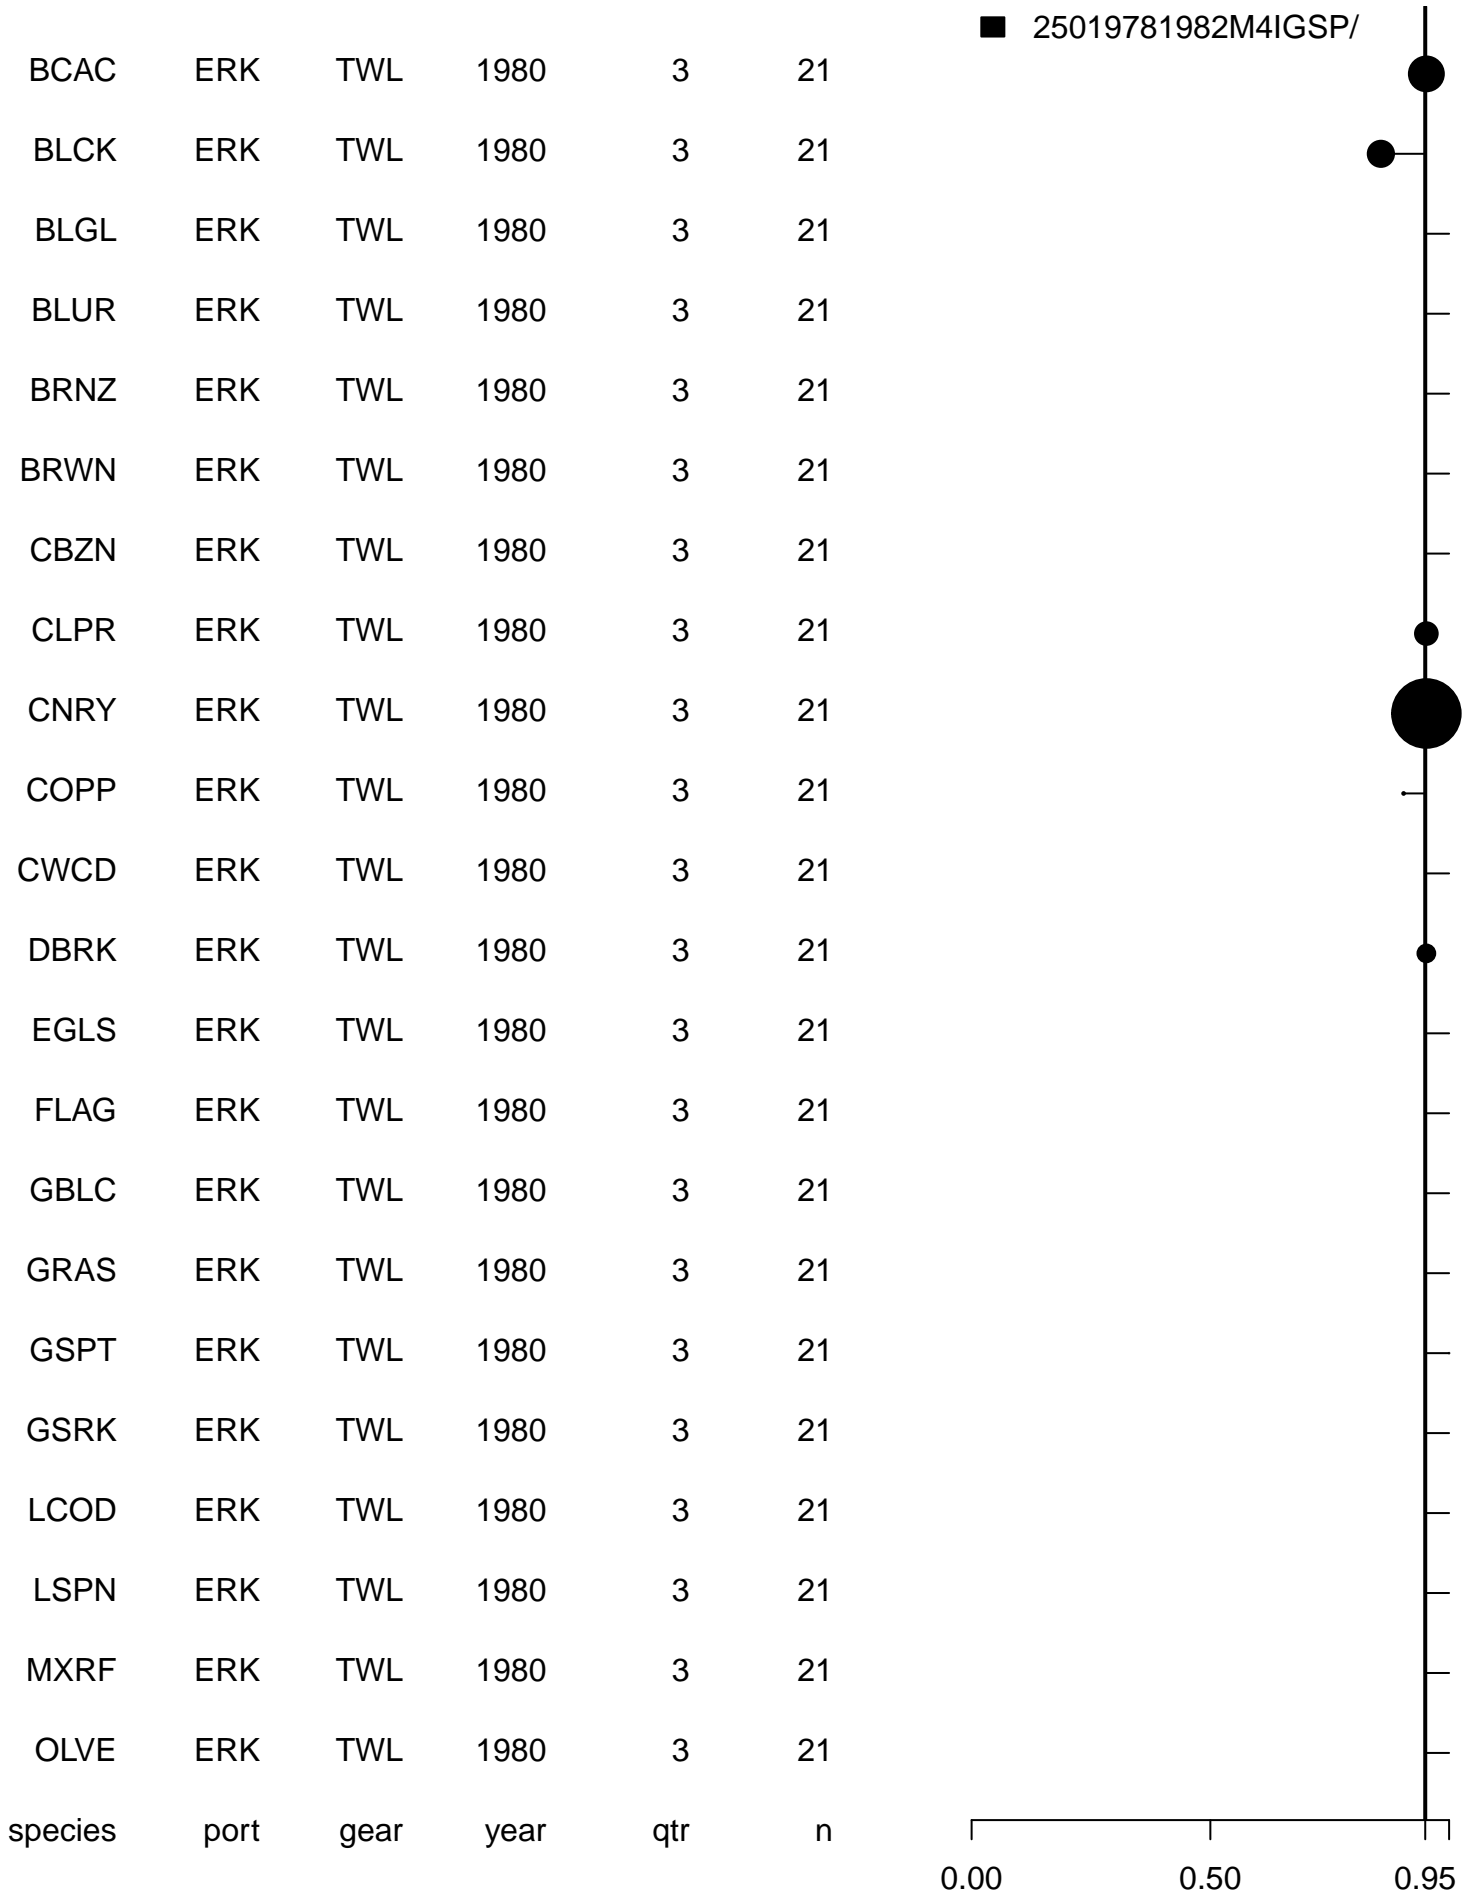 25019781982M4IGSP/
BCAC ERK TWL 1980 3 21
BLCK ERK TWL 1980 3 21
BLGL ERK TWL 1980 3 21
BLUR ERK TWL 1980 3 21
BRNZ ERK TWL 1980 3 21
BRWN ERK TWL 1980 3 21
CBZN ERK TWL 1980 3 21
CLPR ERK TWL 1980 3 21
CNRY ERK TWL 1980 3 21
COPP ERK TWL 1980 3 21
CWCD ERK TWL 1980 3 21
DBRK ERK TWL 1980 3 21
EGLS ERK TWL 1980 3 21
FLAG ERK TWL 1980 3 21
GBLC ERK TWL 1980 3 21
GRAS ERK TWL 1980 3 21
GSPT ERK TWL 1980 3 21
GSRK ERK TWL 1980 3 21
LCOD ERK TWL 1980 3 21
LSPN ERK TWL 1980 3 21
MXRF ERK TWL 1980 3 21
OLVE ERK TWL 1980 3 21
species port gear year qtr n
0.00 0.50 0.95